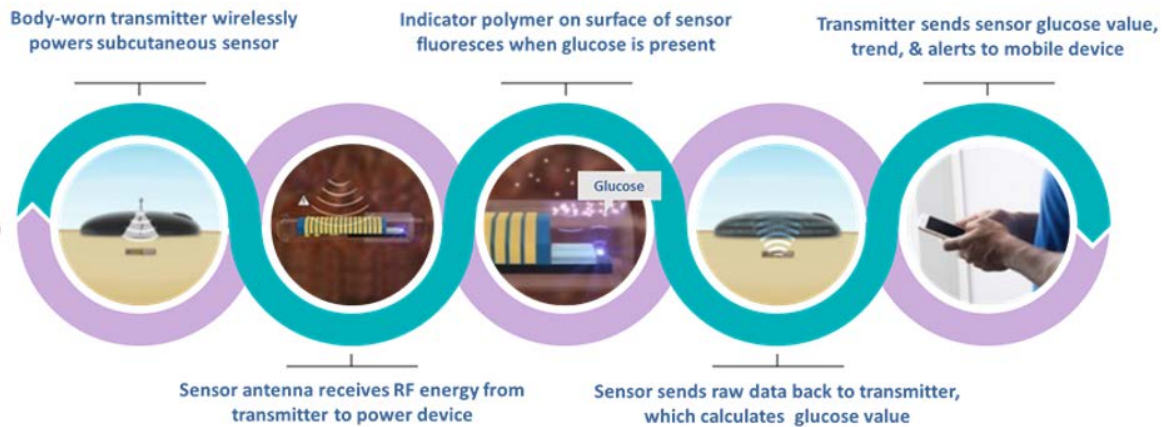 Body-worn transmitter wirelessly
powers subcutaneous sensor
Indicator polymer on surface of sensor
fluoresces when glucose is present
Transmitter sends sensor glucose value,
trend, & alerts to mobile device
Glucose
Sensor antenna receives RF energy from
transmitter to power device
Sensor sends raw data back to transmitter,
which calculates glucose value